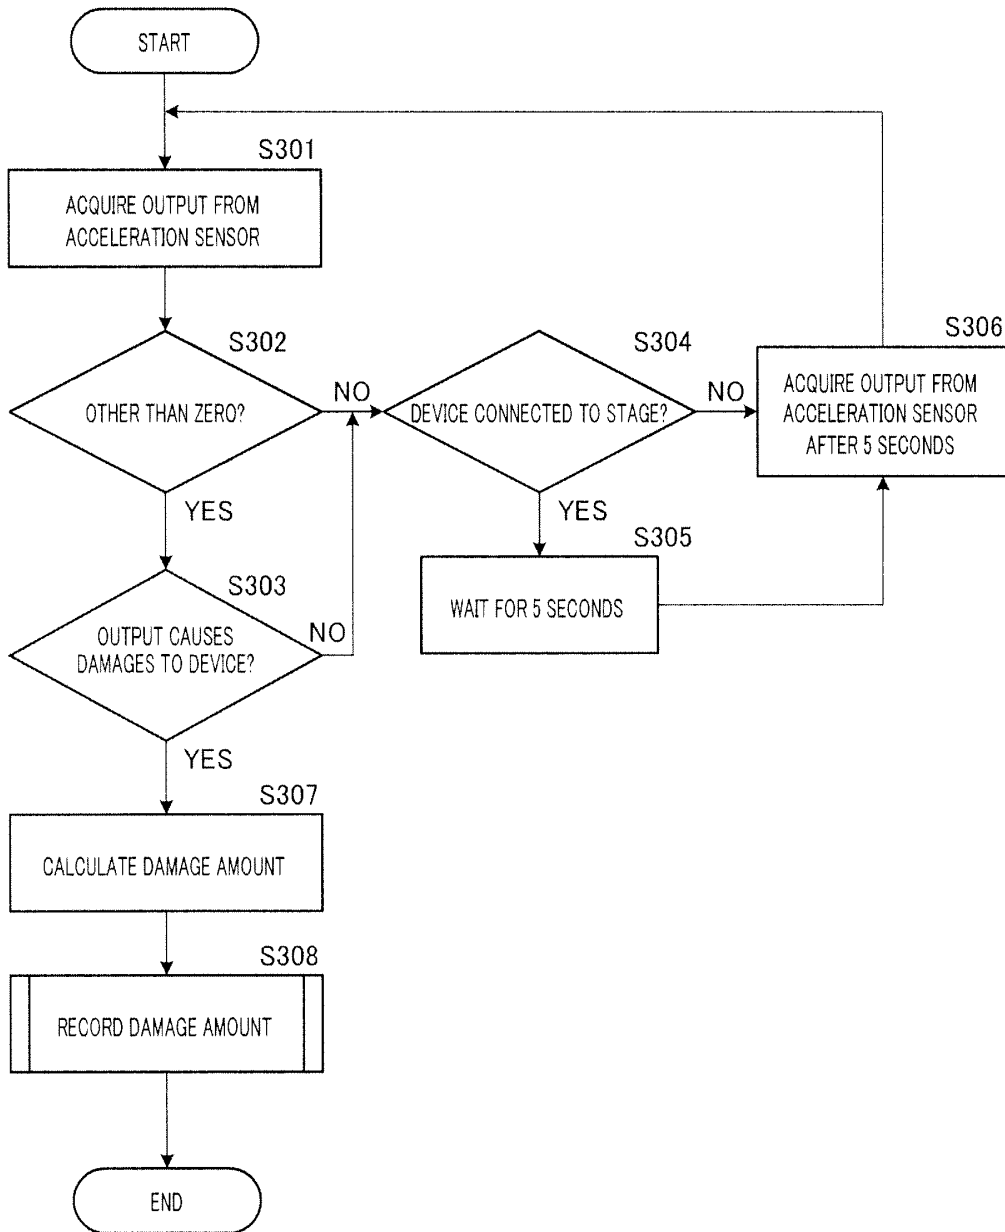 START
S301
ACQUIRE OUTPUT FROM
ACCELERATION SENSOR
S302
OTHER THAN ZERO?
NO
YES
S304
DEVICE CONNECTED TO STAGE?
NO
YES
S306
ACQUIRE OUTPUT FROM
ACCELERATION SENSOR
AFTER 5 SECONDS
S305
WAIT FOR 5 SECONDS
S303
OUTPUT CAUSES
DAMAGES TO DEVICE?
NO
YES
S307
CALCULATE DAMAGE AMOUNT
S308
RECORD DAMAGE AMOUNT
END